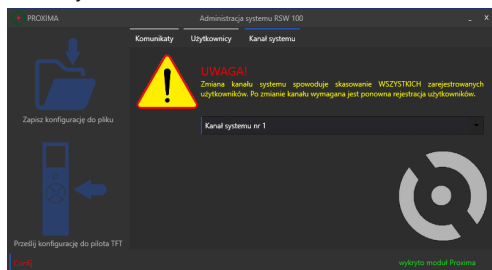 PROXIMA
Administracja systemu RSW 100
Komunikaty
Użytkownicy
Kanał systemu
UWAGA!
Zmiana kanału systemu spowoduje skasowanie WSZYSTKICH zarejestrowanych
użytkowników. Po zmianie kanału wymagana jest ponowna rejestracja użytkowników.
Kanał systemu nr 1
Zapisz konfigurację do pliku
Prześlij konfigurację do pilota TFT
Cofnij
wykryto moduł Proxima